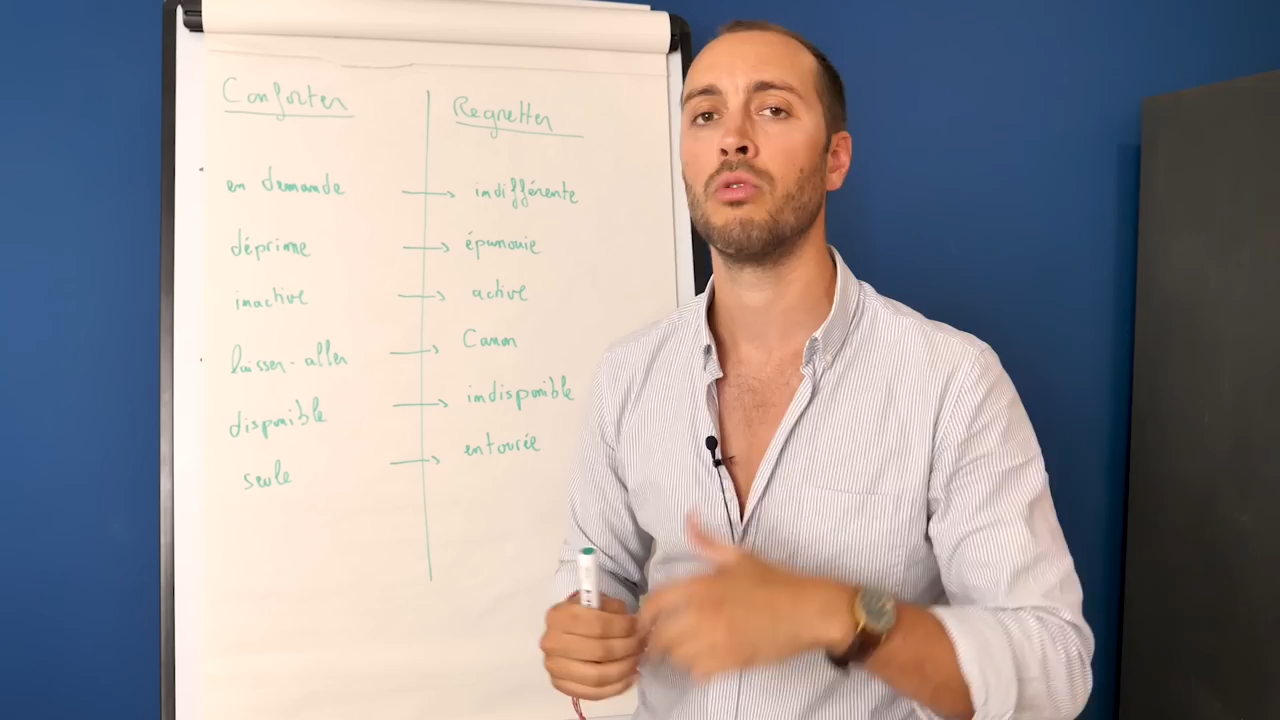 Conforter
Regretter
en demande → indifférente
déprime → épanouie
inactive → active
laisser-aller → Canon
disponible → indisponible
seule → entourée